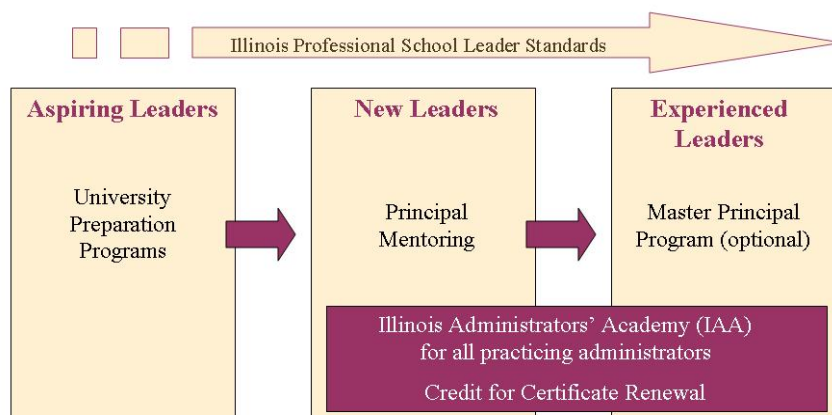 Illinois Professional School Leader Standards
Aspiring Leaders
University
Preparation
Programs
New Leaders
Principal
Mentoring
Experienced
Leaders
Master Principal
Program (optional)
Illinois Administrators' Academy (IAA)
for all practicing administrators
Credit for Certificate Renewal